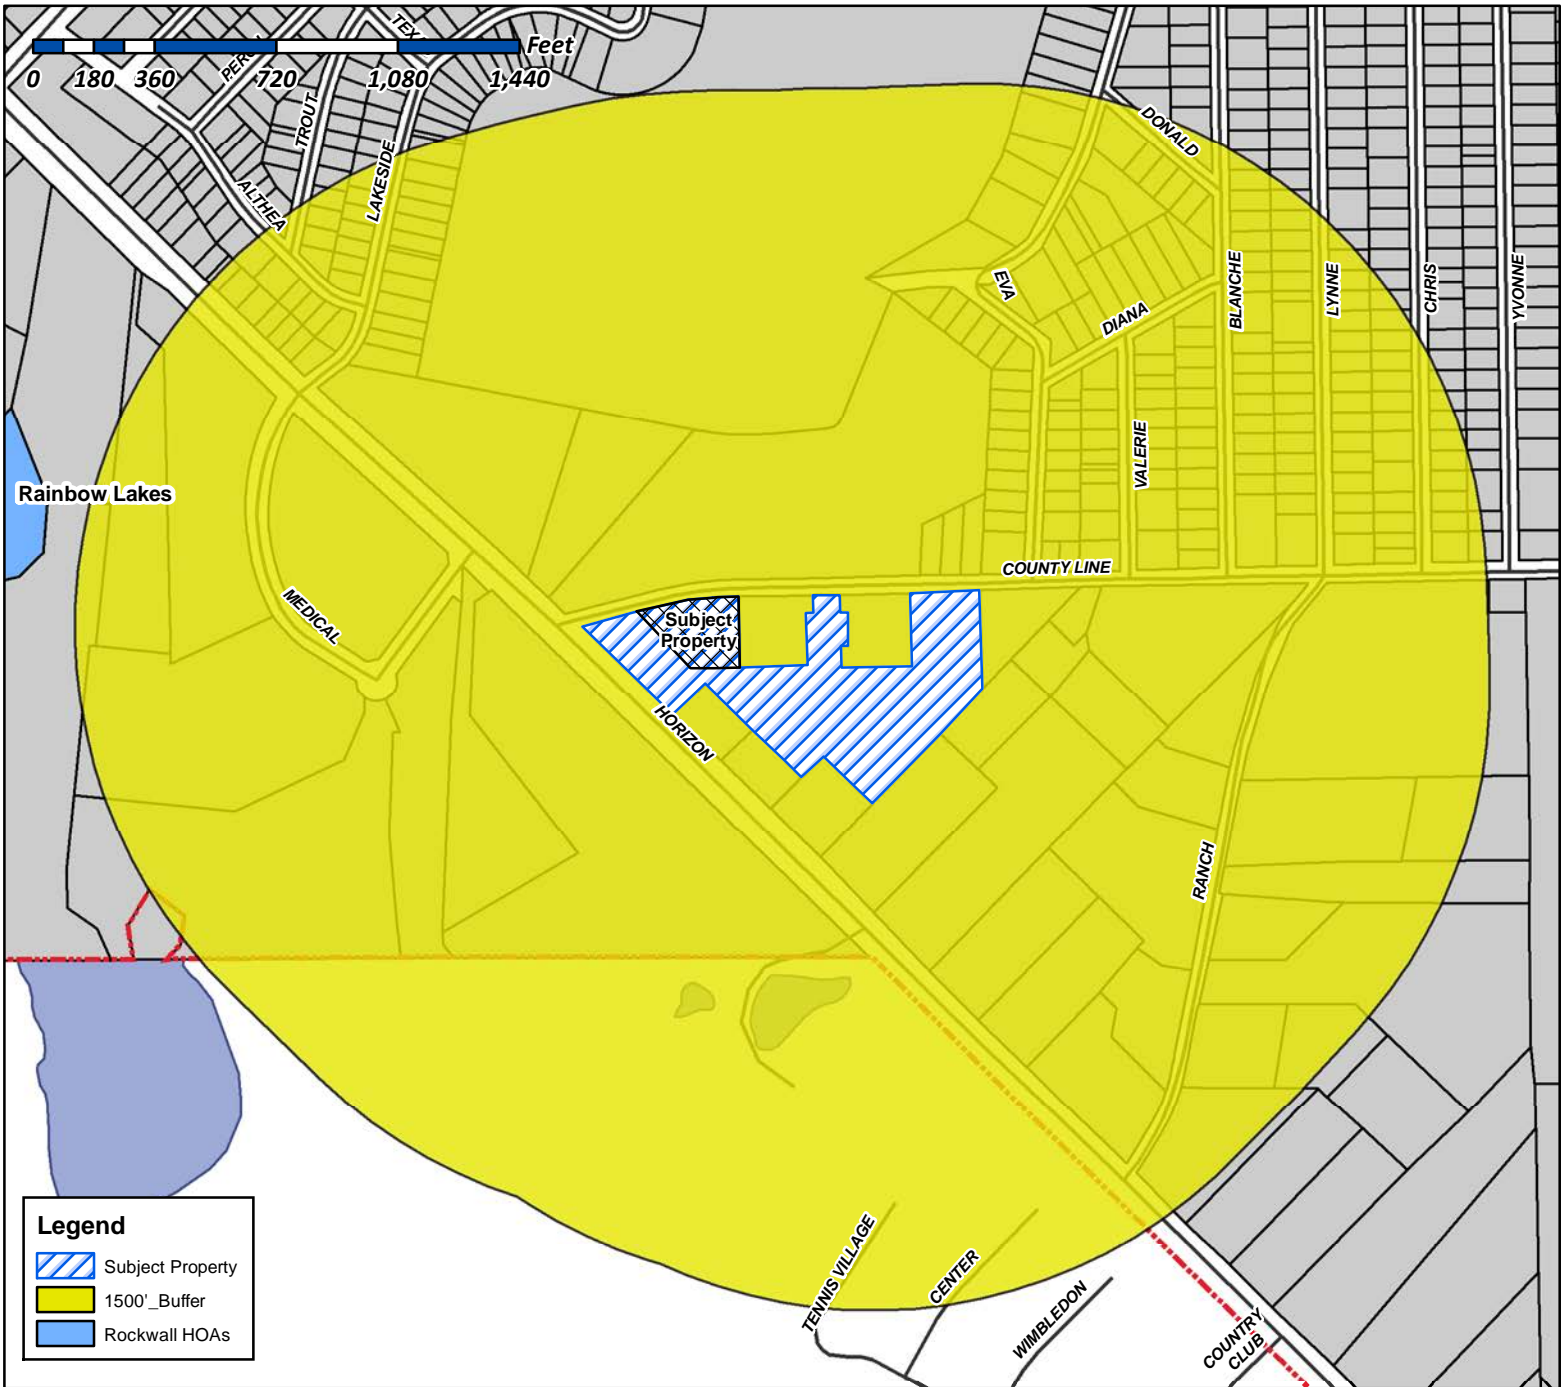 TEXA
Feet
PERCH
0 180 360 720 1,080 1,440
TROUT
DONALD
LAKESIDE
ALTHEA
EVA
BLANCHE
LYNNE
CHRIS
YVONNE
DIANA
VALERIE
Rainbow Lakes
COUNTY LINE
MEDICAL
Subject
Property
HORIZON
RANCH
Legend
Subject Property
1500'_Buffer
Rockwall HOAs
TENNIS VILLAGE
CENTER
WIMBLEDON
COUNTRY
CLUB